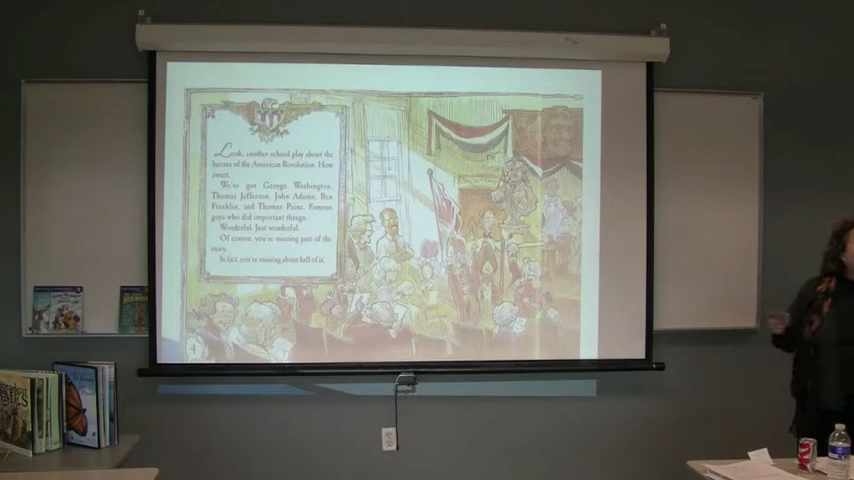 Look, another school play about the
heroes of the American Revolution. How
sweet.
We've got George Washington,
Thomas Jefferson, John Adams, Ben
Franklin, and Thomas Paine. Famous
guys who did important things.
Wonderful. Just wonderful.
Of course, you're missing part of the
story.
In fact, you're missing about half of it.
4